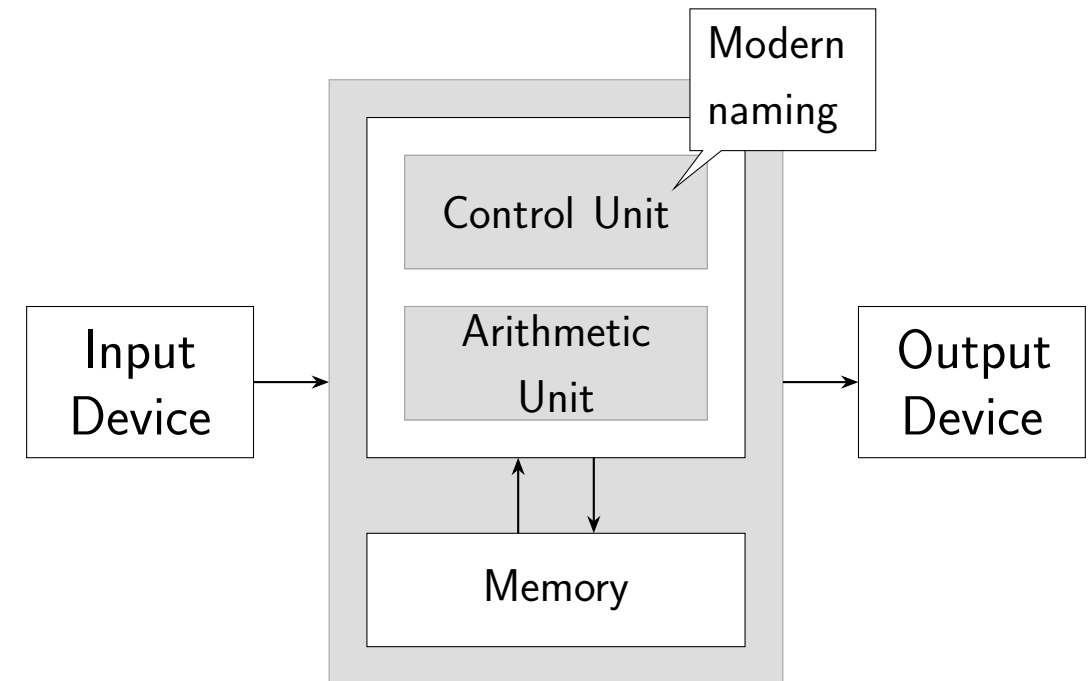 Modern
naming
Control Unit
Arithmetic
Unit
Input
Device
Output
Device
Memory